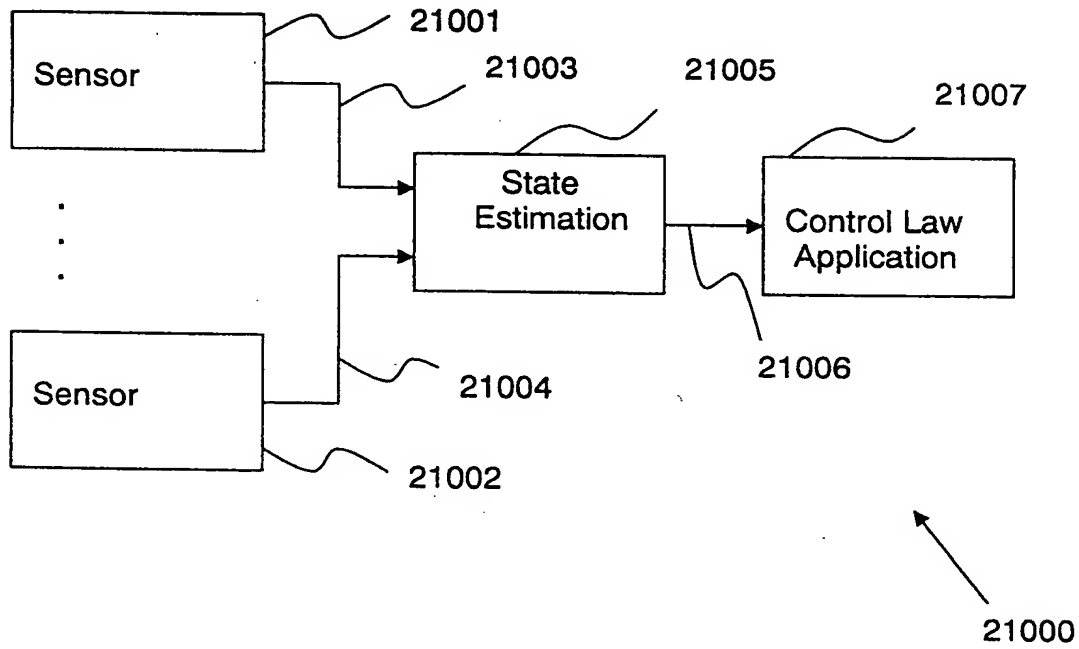 21001
Sensor
21003
21005
21007
State
Estimation
Control Law
Application
21006
21004
Sensor
21002
21000